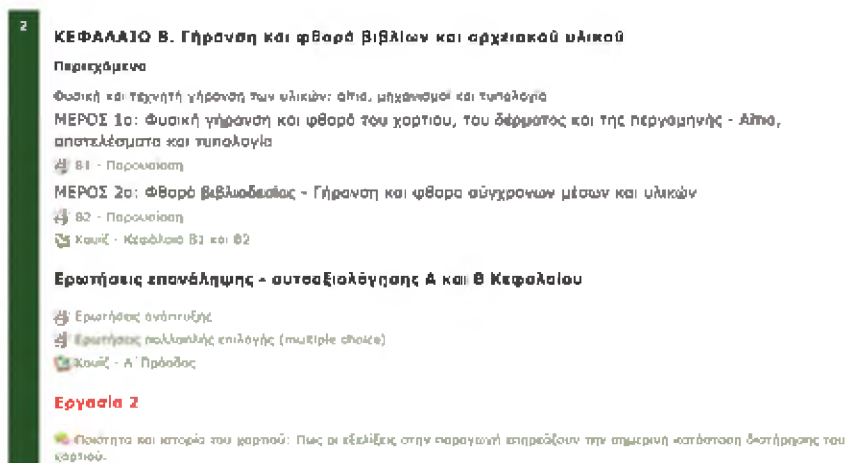 2
ΚΕΦΑΛΑΙΟ Β. Γήρανση και φθορά βιβλίων και αρχειακού υλικού
Περιεχόμενα
Φυσική και τεχνητή γήρανση των υλικών: αίτια, μηχανισμοί και τυπολογία
ΜΕΡΟΣ 1ο: Φυσική γήρανση και φθορά του χαρτιού, του δέρματος και της περγαμηνής - Αίτια,
αποτελέσματα και τυπολογία
Β1 - Παρουσίαση
ΜΕΡΟΣ 2ο: Φθορά βιβλιοδεσίας - Γήρανση και φθορά σύγχρονων μέσων και υλικών
Β2 - Παρουσίαση
Κουίζ - Κεφάλαιο Β1 και Β2
Ερωτήσεις επανάληψης - αυτοαξιολόγησης Α και Β Κεφαλαίου
Ερωτήσεις ανάπτυξης
Ερωτήσεις πολλαπλής επιλογής (multiple choice)
Κουίζ - Α΄ Πρόοδος
Εργασία 2
Ποιότητα και ιστορία του χαρτιού: Πως οι εξελίξεις στην παραγωγή επηρεάζουν την σημερινή κατάσταση διατήρησης του
χαρτιού.